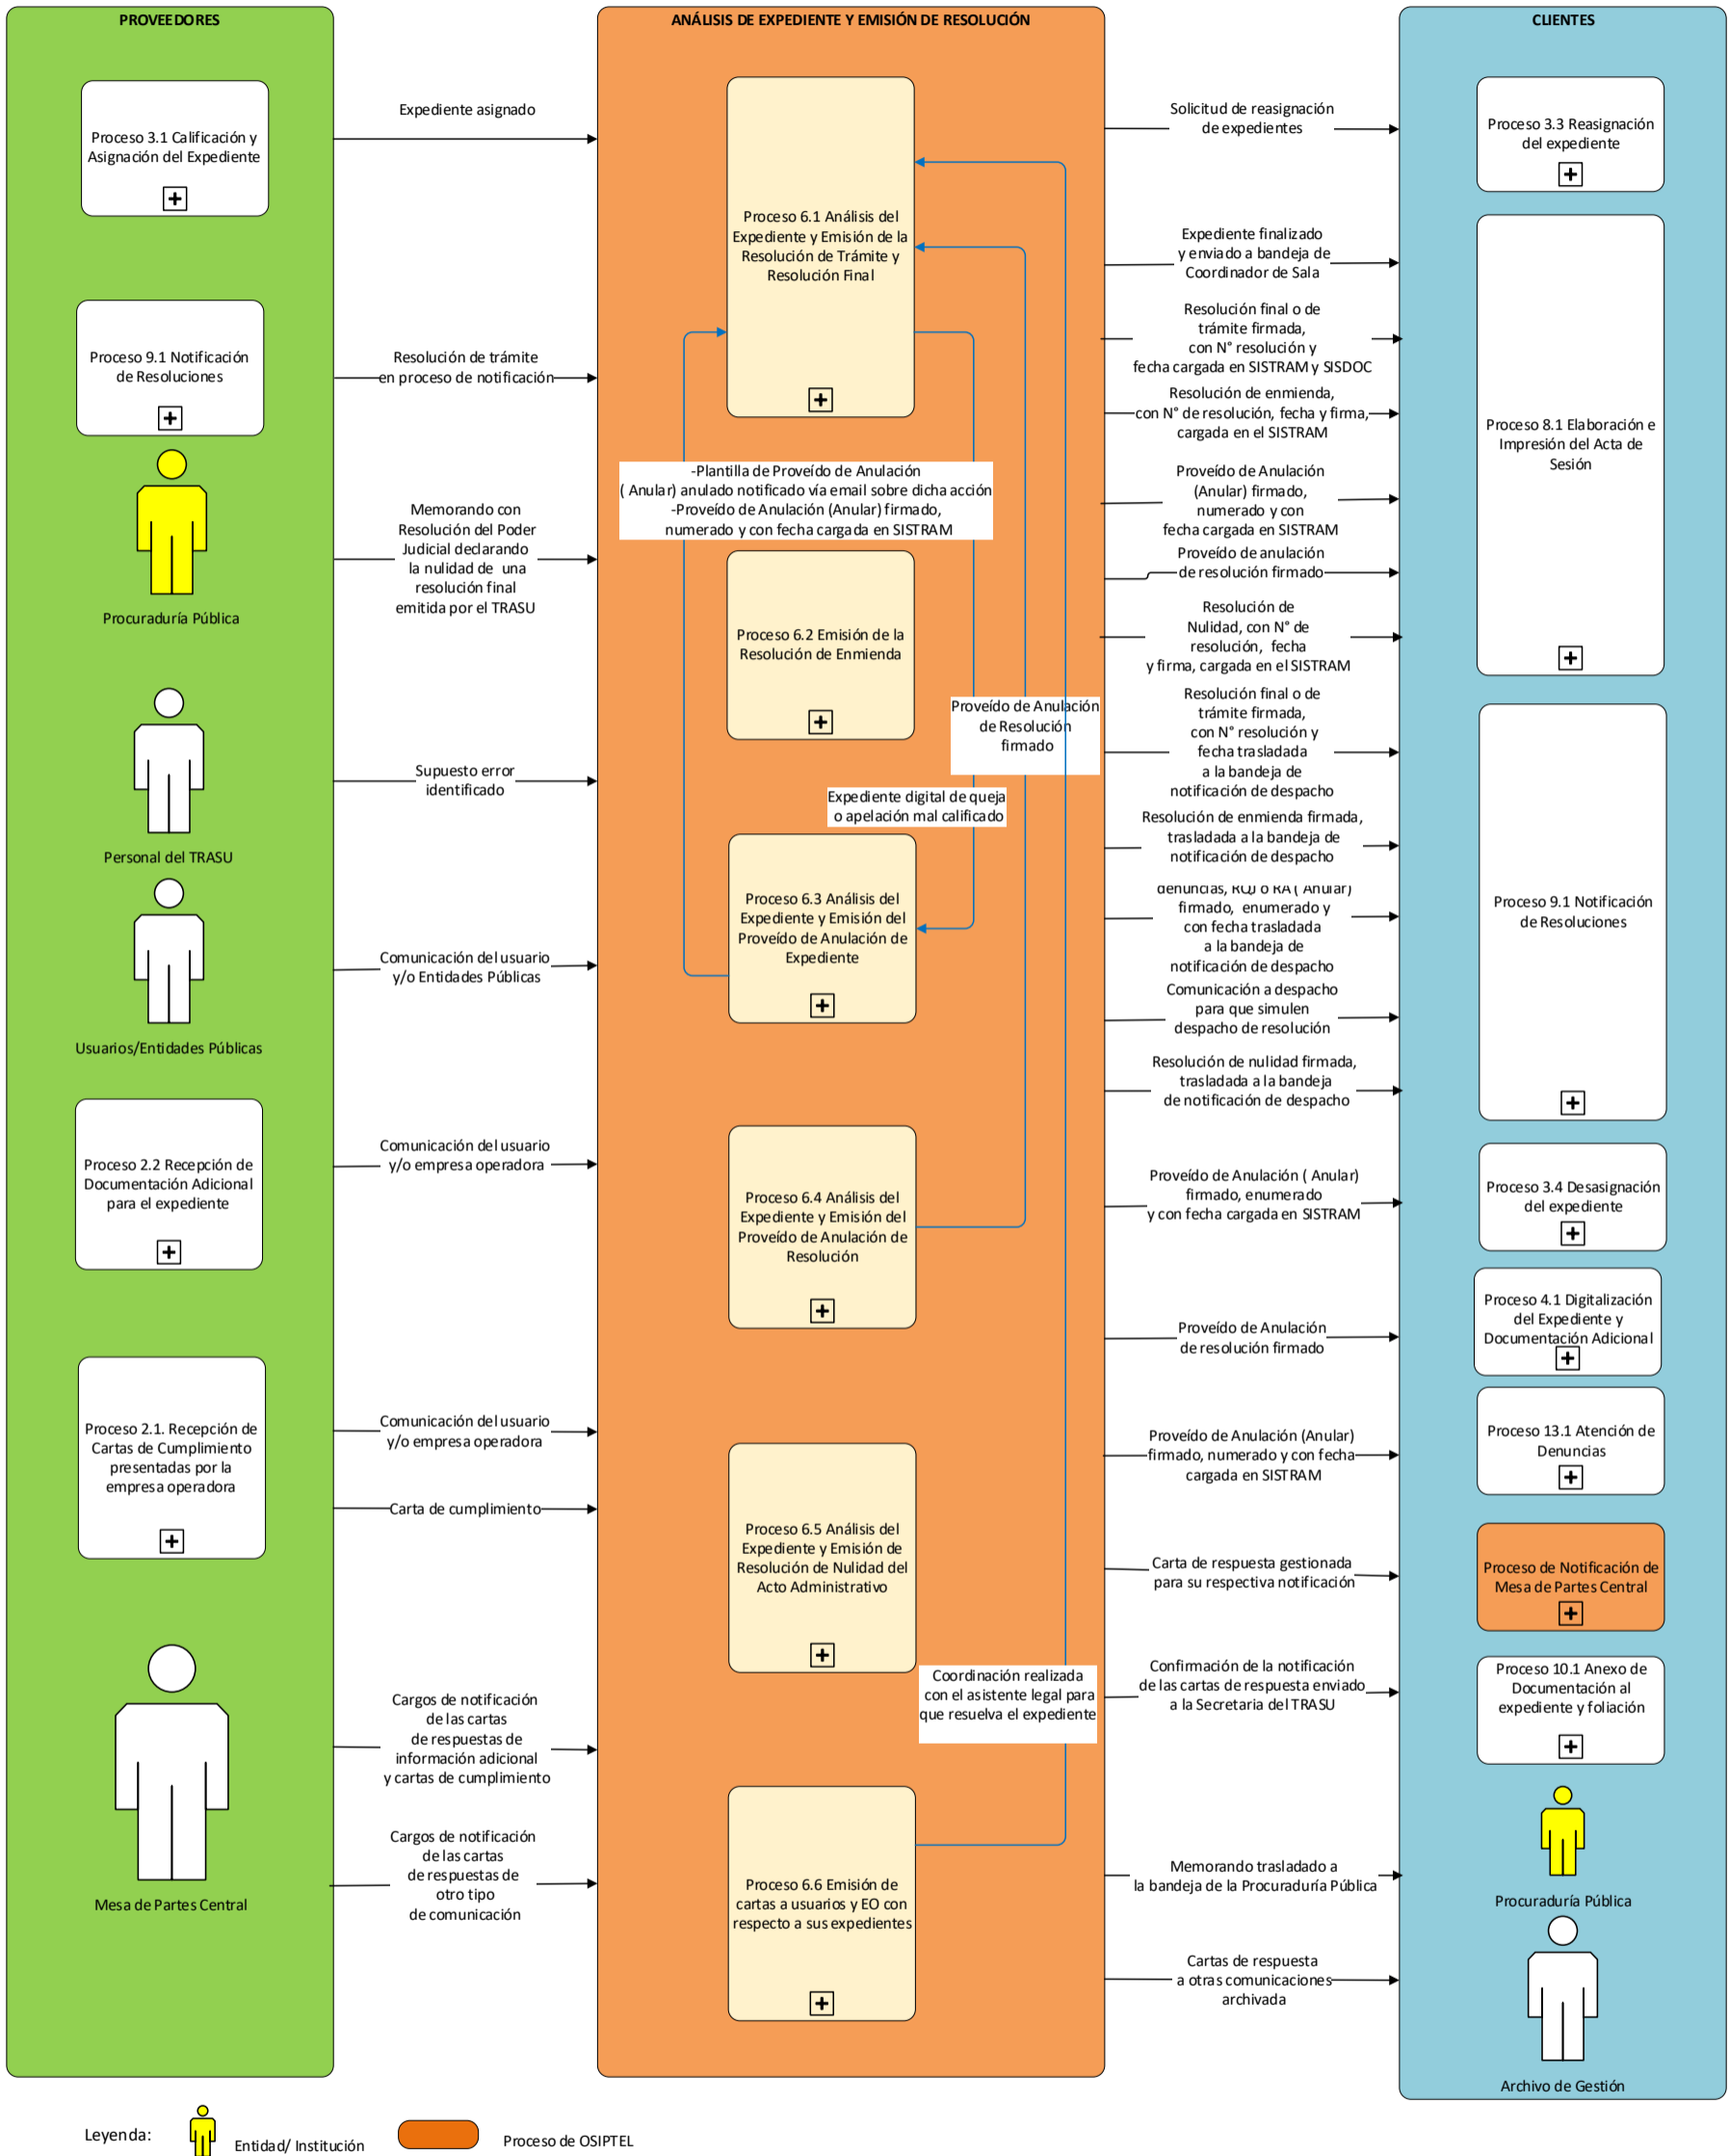 PROVEEDORES
Proceso 3.1 Calificación y
Asignación del Expediente
Proceso 9.1 Notificación
de Resoluciones
Procuraduría Pública
Personal del TRASU
Usuarios/Entidades Públicas
Proceso 2.2 Recepción de
Documentación Adicional
para el expediente
Proceso 2.1. Recepción de
Cartas de Cumplimiento
presentadas por la
empresa operadora
Mesa de Partes Central
Expediente asignado
Resolución de trámite
en proceso de notificación
Memorando con
Resolución del Poder
Judicial declarando
la nulidad de una
resolución final
emitida por el TRASU
Supuesto error
identificado
Comunicación del usuario
y/o Entidades Públicas
Comunicación del usuario
y/o empresa operadora
Comunicación del usuario
y/o empresa operadora
Carta de cumplimiento
Cargos de notificación
de las cartas
de respuestas de
información adicional
y cartas de cumplimiento
Cargos de notificación
de las cartas
de respuestas de
otro tipo
de comunicación
ANÁLISIS DE EXPEDIENTE Y EMISIÓN DE RESOLUCIÓN
Proceso 6.1 Análisis del
Expediente y Emisión de la
Resolución de Trámite y
Resolución Final
-Plantilla de Proveído de Anulación
( Anular) anulado notificado vía email sobre dicha acción
-Proveído de Anulación (Anular) firmado,
numerado y con fecha cargada en SISTRAM
Proceso 6.2 Emisión de la
Resolución de Enmienda
Proveído de Anulación
de Resolución
firmado
Expediente digital de queja
o apelación mal calificado
Proceso 6.3 Análisis del
Expediente y Emisión del
Proveído de Anulación de
Expediente
Proceso 6.4 Análisis del
Expediente y Emisión del
Proveído de Anulación de
Resolución
Proceso 6.5 Análisis del
Expediente y Emisión de
Resolución de Nulidad del
Acto Administrativo
Coordinación realizada
con el asistente legal para
que resuelva el expediente
Proceso 6.6 Emisión de
cartas a usuarios y EO con
respecto a sus expedientes
Solicitud de reasignación
de expedientes
Expediente finalizado
y enviado a bandeja de
Coordinador de Sala
Resolución final o de
trámite firmada,
con N° resolución y
fecha cargada en SISTRAM y SISDOC
Resolución de enmienda,
con N° de resolución, fecha y firma,
cargada en el SISTRAM
Proveído de Anulación
(Anular) firmado,
numerado y con
fecha cargada en SISTRAM
Proveído de anulación
de resolución firmado
Resolución de
Nulidad, con N° de
resolución, fecha
y firma, cargada en el SISTRAM
Resolución final o de
trámite firmada,
con N° resolución y
fecha trasladada
a la bandeja de
notificación de despacho
Resolución de enmienda firmada,
trasladada a la bandeja de
notificación de despacho
denuncias, RQJ o RA ( Anular)
firmado, enumerado y
con fecha trasladada
a la bandeja de
notificación de despacho
Comunicación a despacho
para que simulen
despacho de resolución
Resolución de nulidad firmada,
trasladada a la bandeja
de notificación de despacho
Proveído de Anulación ( Anular)
firmado, enumerado
y con fecha cargada en SISTRAM
Proveído de Anulación
de resolución firmado
Proveído de Anulación (Anular)
firmado, numerado y con fecha
cargada en SISTRAM
Carta de respuesta gestionada
para su respectiva notificación
Confirmación de la notificación
de las cartas de respuesta enviado
a la Secretaria del TRASU
Memorando trasladado a
la bandeja de la Procuraduría Pública
Cartas de respuesta
a otras comunicaciones
archivada
CLIENTES
Proceso 3.3 Reasignación
del expediente
Proceso 8.1 Elaboración e
Impresión del Acta de
Sesión
Proceso 9.1 Notificación
de Resoluciones
Proceso 3.4 Desasignación
del expediente
Proceso 4.1 Digitalización
del Expediente y
Documentación Adicional
Proceso 13.1 Atención de
Denuncias
Proceso de Notificación de
Mesa de Partes Central
Proceso 10.1 Anexo de
Documentación al
expediente y foliación
Procuraduría Pública
Archivo de Gestión
Leyenda:
Entidad/ Institución
Proceso de OSIPTEL